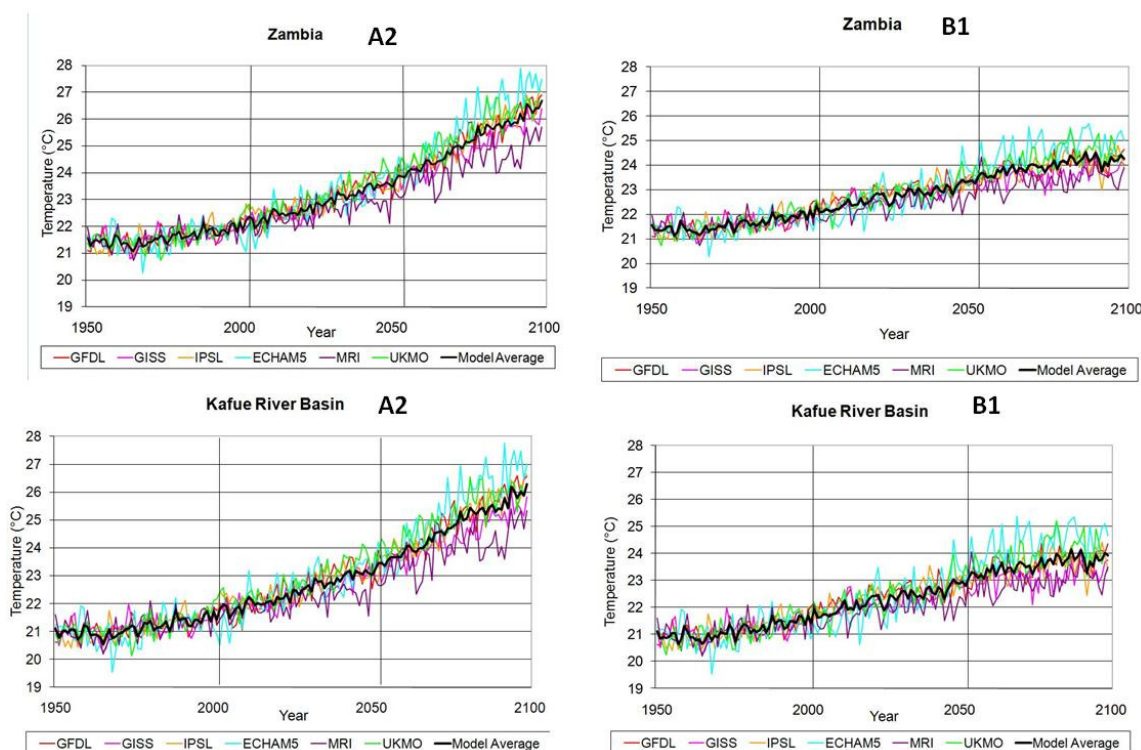 Zambia A2
Temperature (°C)
28
27
26
25
24
23
22
21
20
19
1950 2000 2050 2100
Year
GFDL GISS IPSL ECHAM5 MRI UKMO Model Average
Zambia B1
Temperature (°C)
28
27
26
25
24
23
22
21
20
19
1950 2000 2050 2100
Year
GFDL GISS IPSL ECHAM5 MRI UKMO Model Average
Kafue River Basin A2
Temperature (°C)
28
27
26
25
24
23
22
21
20
19
1950 2000 2050 2100
Year
GFDL GISS IPSL ECHAM5 MRI UKMO Model Average
Kafue River Basin B1
Temperature (°C)
28
27
26
25
24
23
22
21
20
19
1950 2000 2050 2100
Year
GFDL GISS IPSL ECHAM5 MRI UKMO Model Average